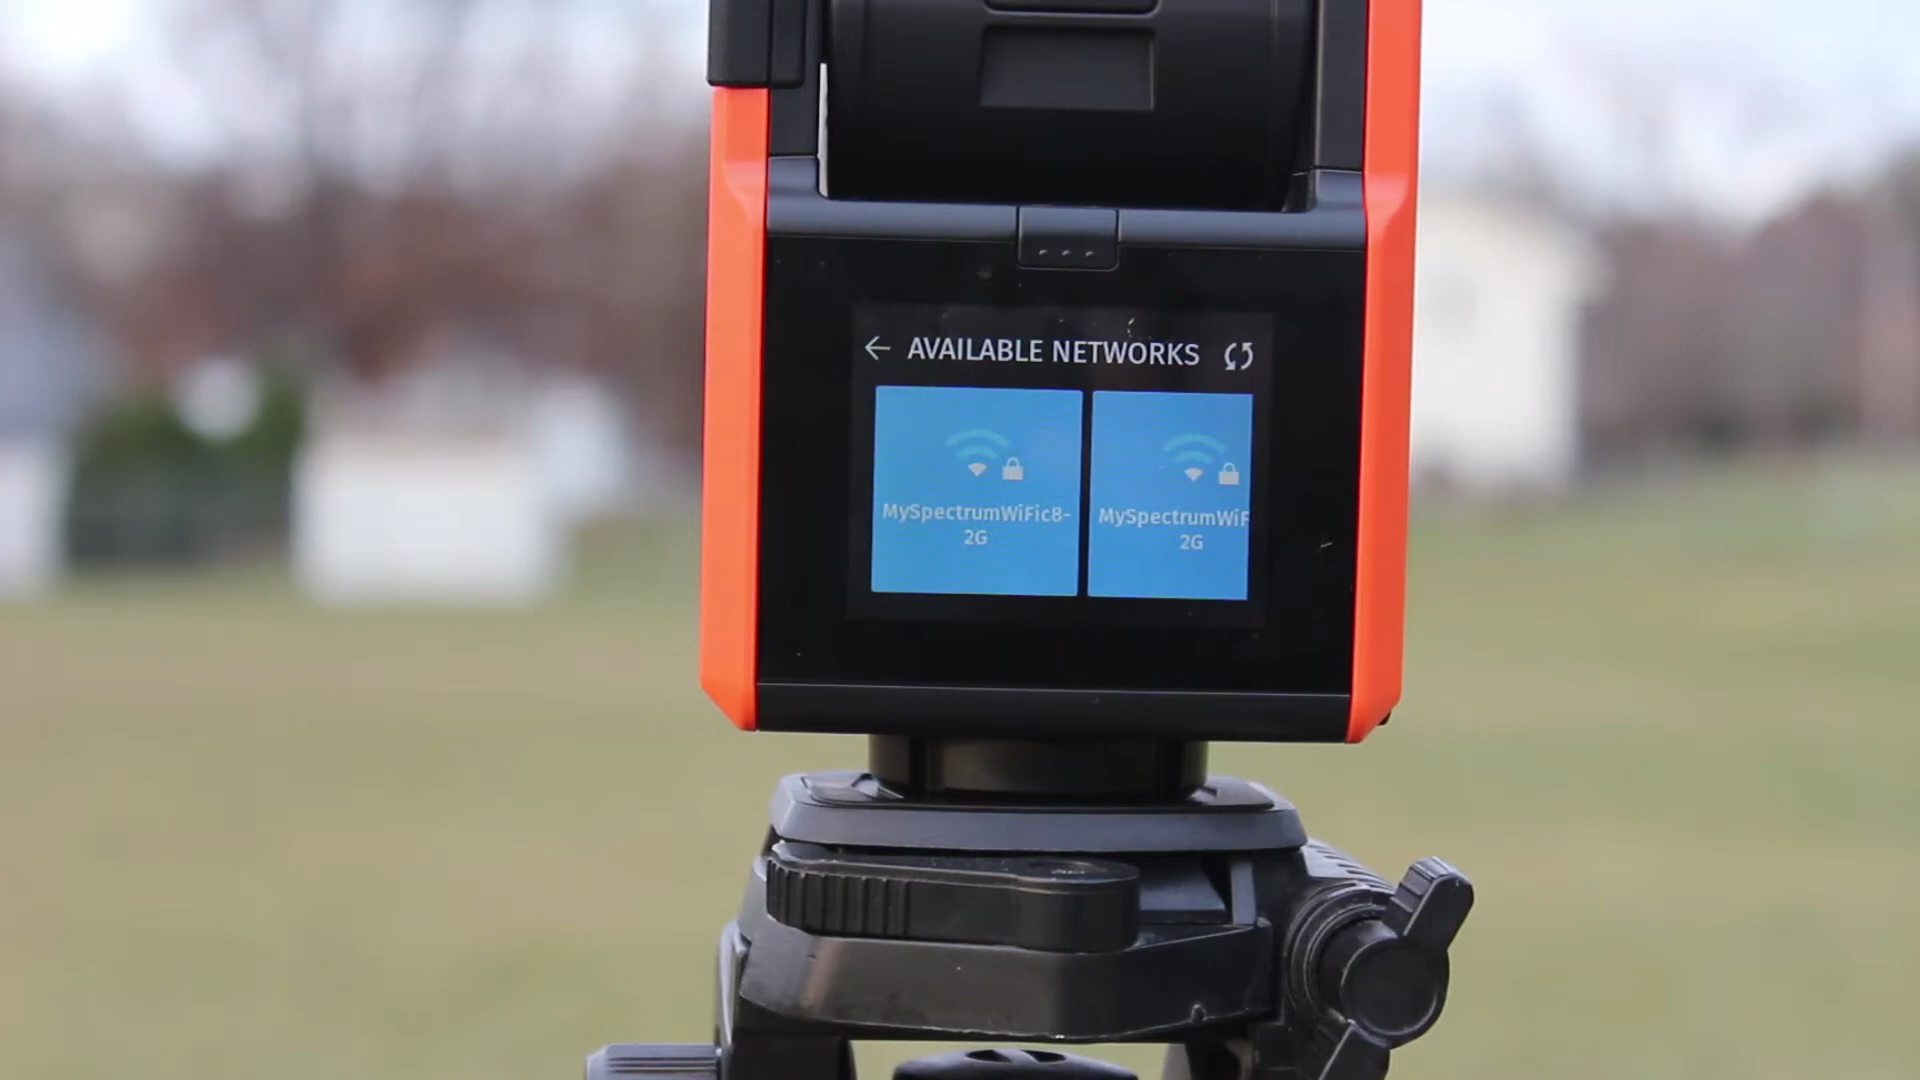 AVAILABLE NETWORKS
MySpectrumWiFic8-
2G
MySpectrumWiF
2G